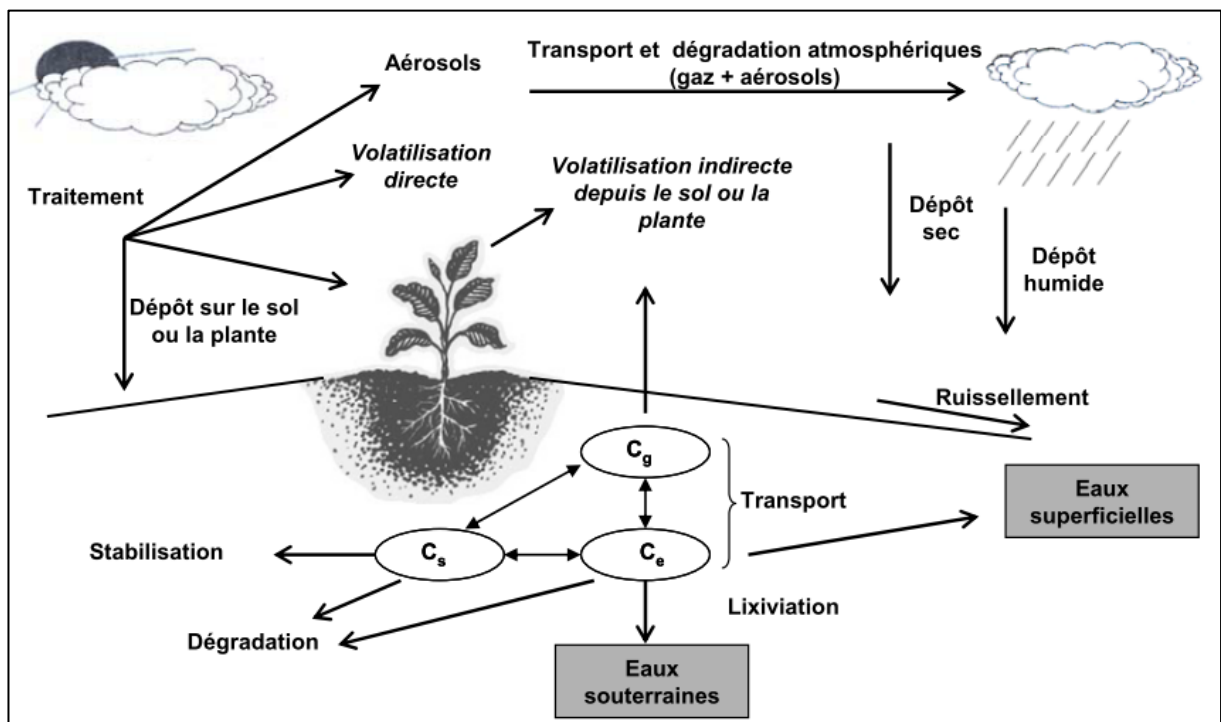 Aérosols
Transport et dégradation atmosphériques
(gaz + aérosols)
Volatilisation
directe
Volatilisation indirecte
depuis le sol ou la
plante
Traitement
Dépôt
sec
Dépôt
humide
Dépôt sur le sol
ou la plante
Ruissellement
Cg
Transport
Eaux
superficielles
Stabilisation
Cs
Ce
Lixiviation
Dégradation
Eaux
souterraines